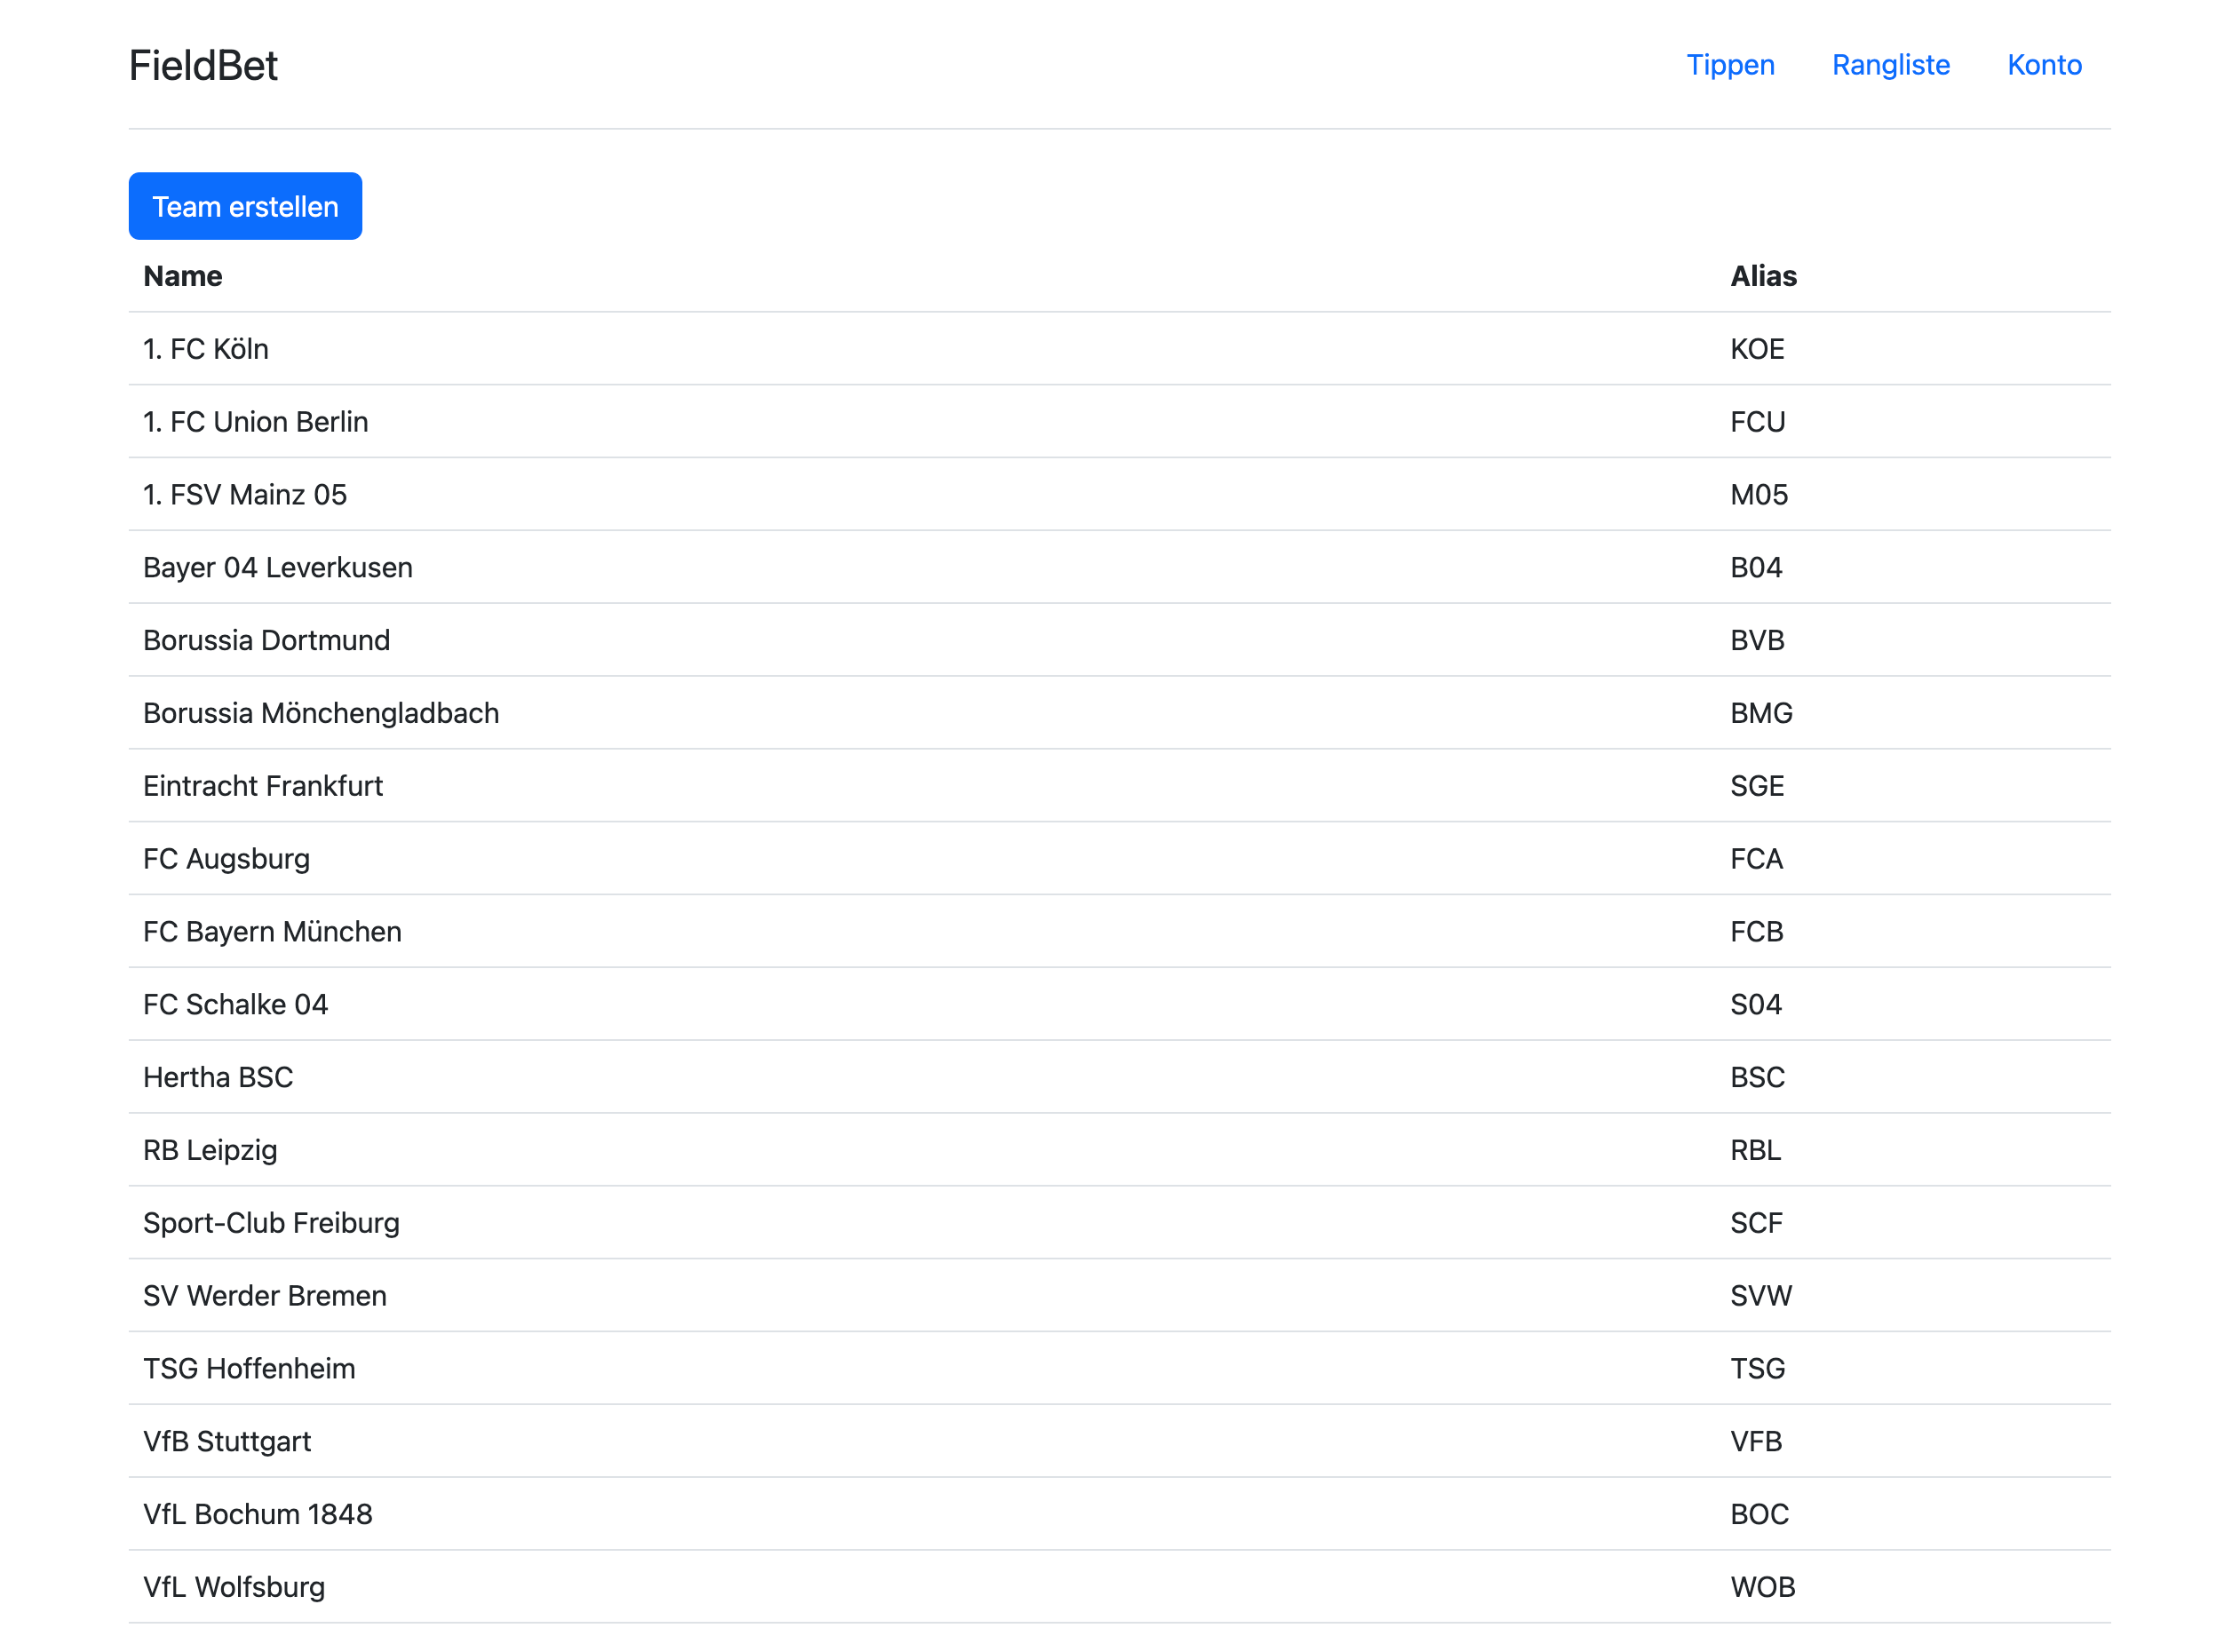 FieldBet Tippen Rangliste Konto
Team erstellen
Name Alias
1. FC Köln KOE
1. FC Union Berlin FCU
1. FSV Mainz 05 M05
Bayer 04 Leverkusen B04
Borussia Dortmund BVB
Borussia Mönchengladbach BMG
Eintracht Frankfurt SGE
FC Augsburg FCA
FC Bayern München FCB
FC Schalke 04 S04
Hertha BSC BSC
RB Leipzig RBL
Sport-Club Freiburg SCF
SV Werder Bremen SVW
TSG Hoffenheim TSG
VfB Stuttgart VFB
VfL Bochum 1848 BOC
VfL Wolfsburg WOB